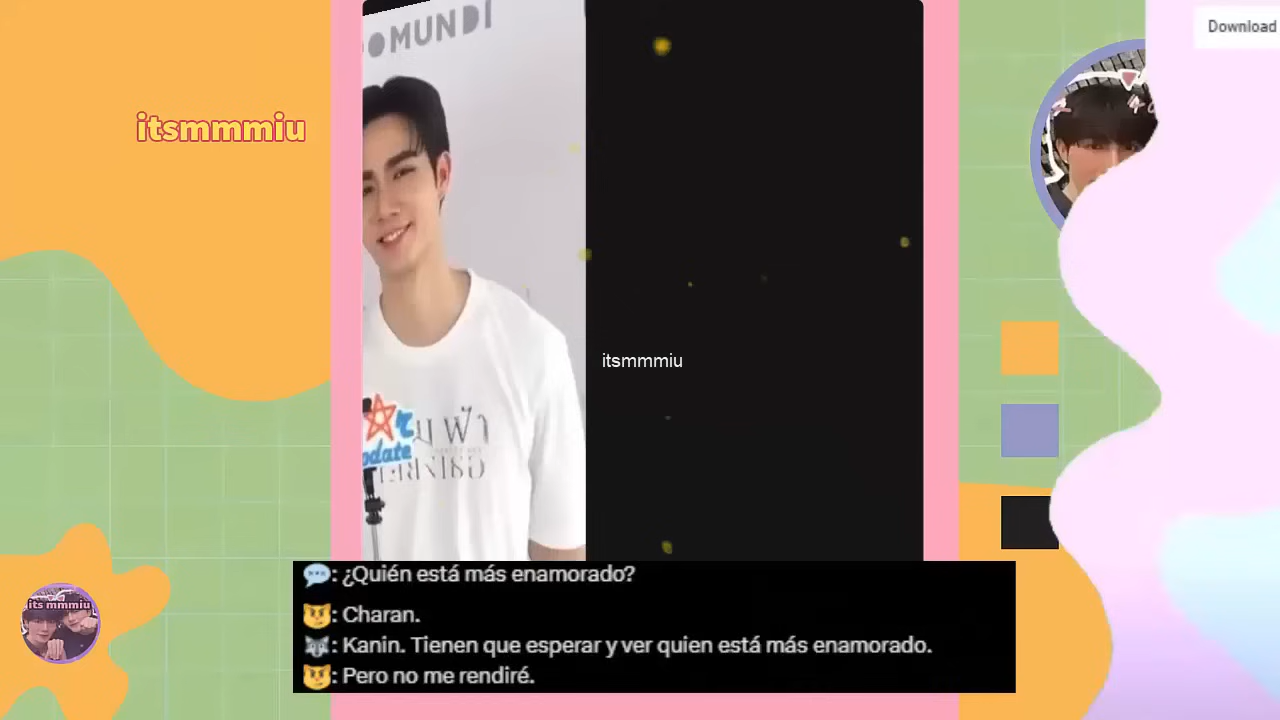 OMUNDI
Download
itsmmmiu
itsmmmiu
update
its mmmiu
💬: ¿Quién está más enamorado?
😼: Charan.
🐺: Kanin. Tienen que esperar y ver quien está más enamorado.
😼: Pero no me rendiré.